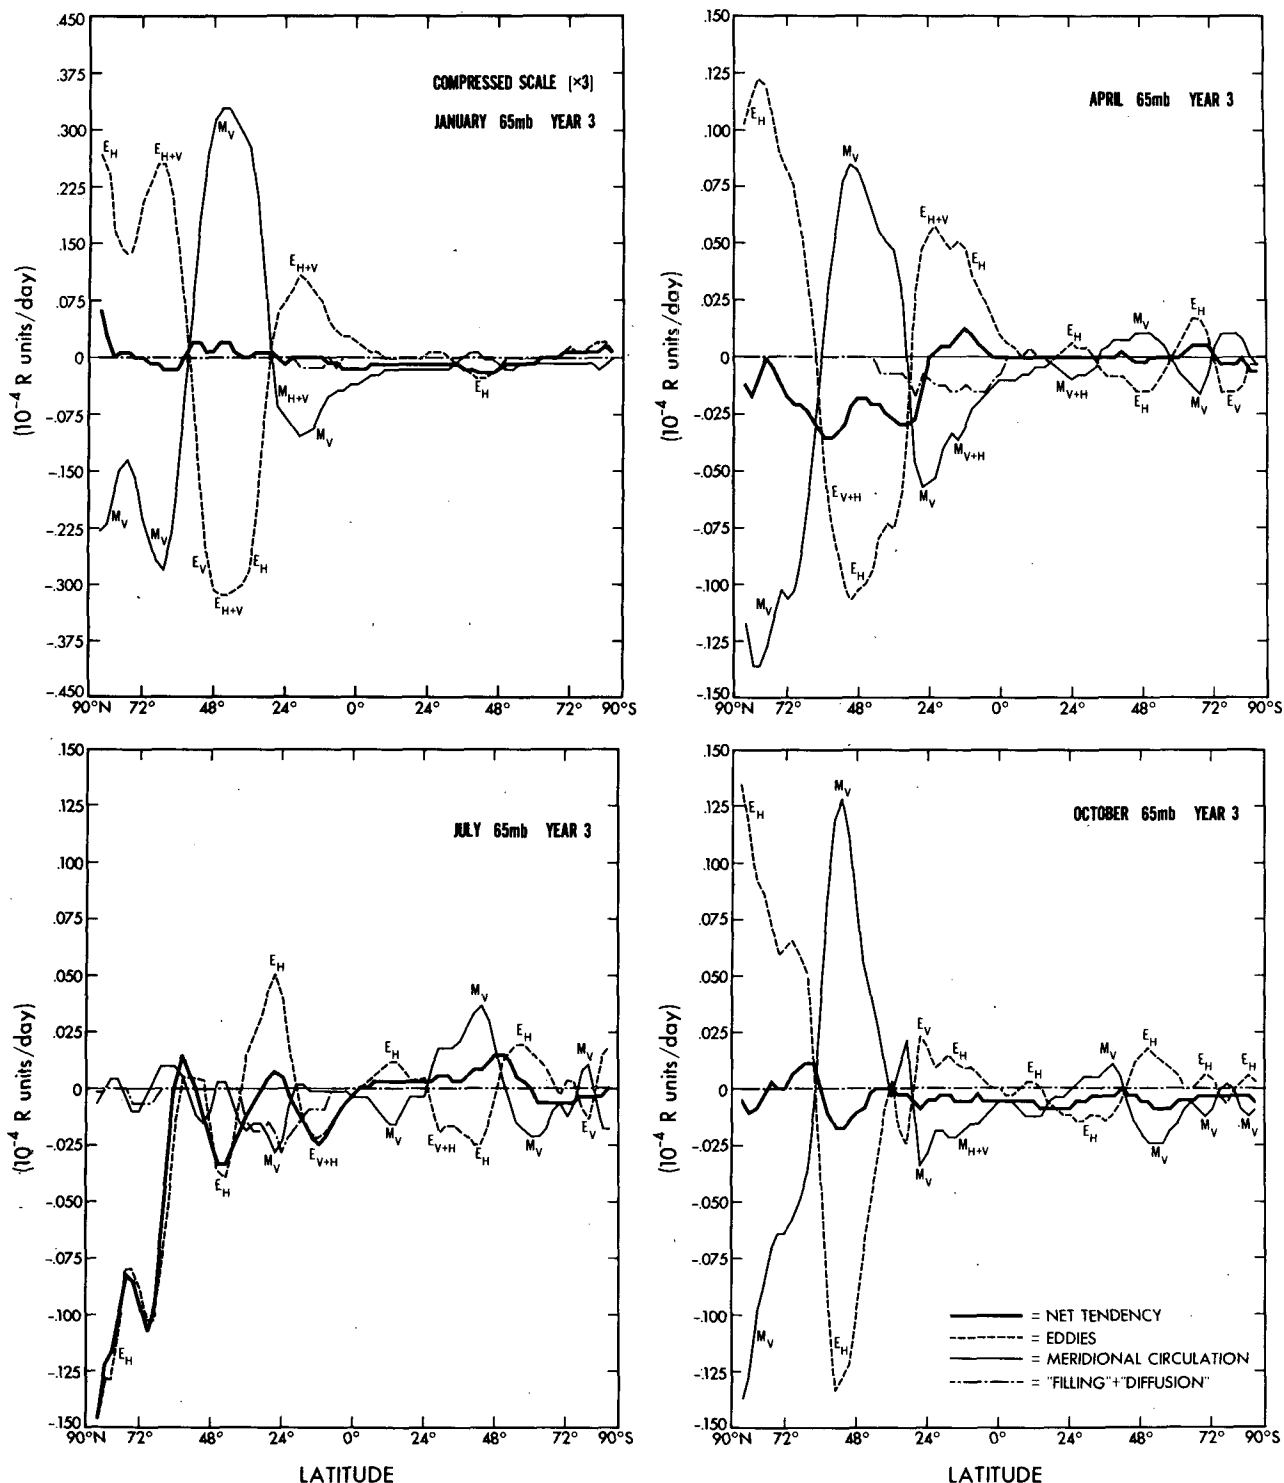 COMPRESSED SCALE (×3)
JANUARY 65mb YEAR 3
(10⁻⁴ R units/day)
.450
.375
.300
.225
.150
.075
0
-.075
-.150
-.225
-.300
-.375
-.450
90°N 72° 48° 24° 0° 24° 48° 72° 90°S
E_H
E_H+V
M_V
E_H+V
M_H+V
M_V
E_H
M_V
M_V
E_V
E_H
E_H+V
APRIL 65mb YEAR 3
(10⁻⁴ R units/day)
.150
.125
.100
.075
.050
.025
0
-.025
-.050
-.075
-.100
-.125
-.150
90°N 72° 48° 24° 0° 24° 48° 72° 90°S
E_H
M_V
E_H+V
E_H
E_H
M_V
E_H
M_V+H
E_H
M_V
E_V
M_V+H
M_V
E_V+H
E_H
M_V
JULY 65mb YEAR 3
(10⁻⁴ R units/day)
.150
.125
.100
.075
.050
.025
0
-.025
-.050
-.075
-.100
-.125
-.150
90°N 72° 48° 24° 0° 24° 48° 72° 90°S
LATITUDE
E_H
M_V
E_H
E_H
M_V
E_H
M_V
E_V+H
M_V
E_V+H
E_H
M_V
E_V
E_H
OCTOBER 65mb YEAR 3
(10⁻⁴ R units/day)
.150
.125
.100
.075
.050
.025
0
-.025
-.050
-.075
-.100
-.125
-.150
90°N 72° 48° 24° 0° 24° 48° 72° 90°S
LATITUDE
M_V
E_H
E_V
E_H
E_H
M_V
E_H
E_H
E_H
M_V
M_H+V
E_H
M_V
M_V
M_V
M_V
E_H
= NET TENDENCY
= EDDIES
= MERIDIONAL CIRCULATION
= "FILLING"+"DIFFUSION"